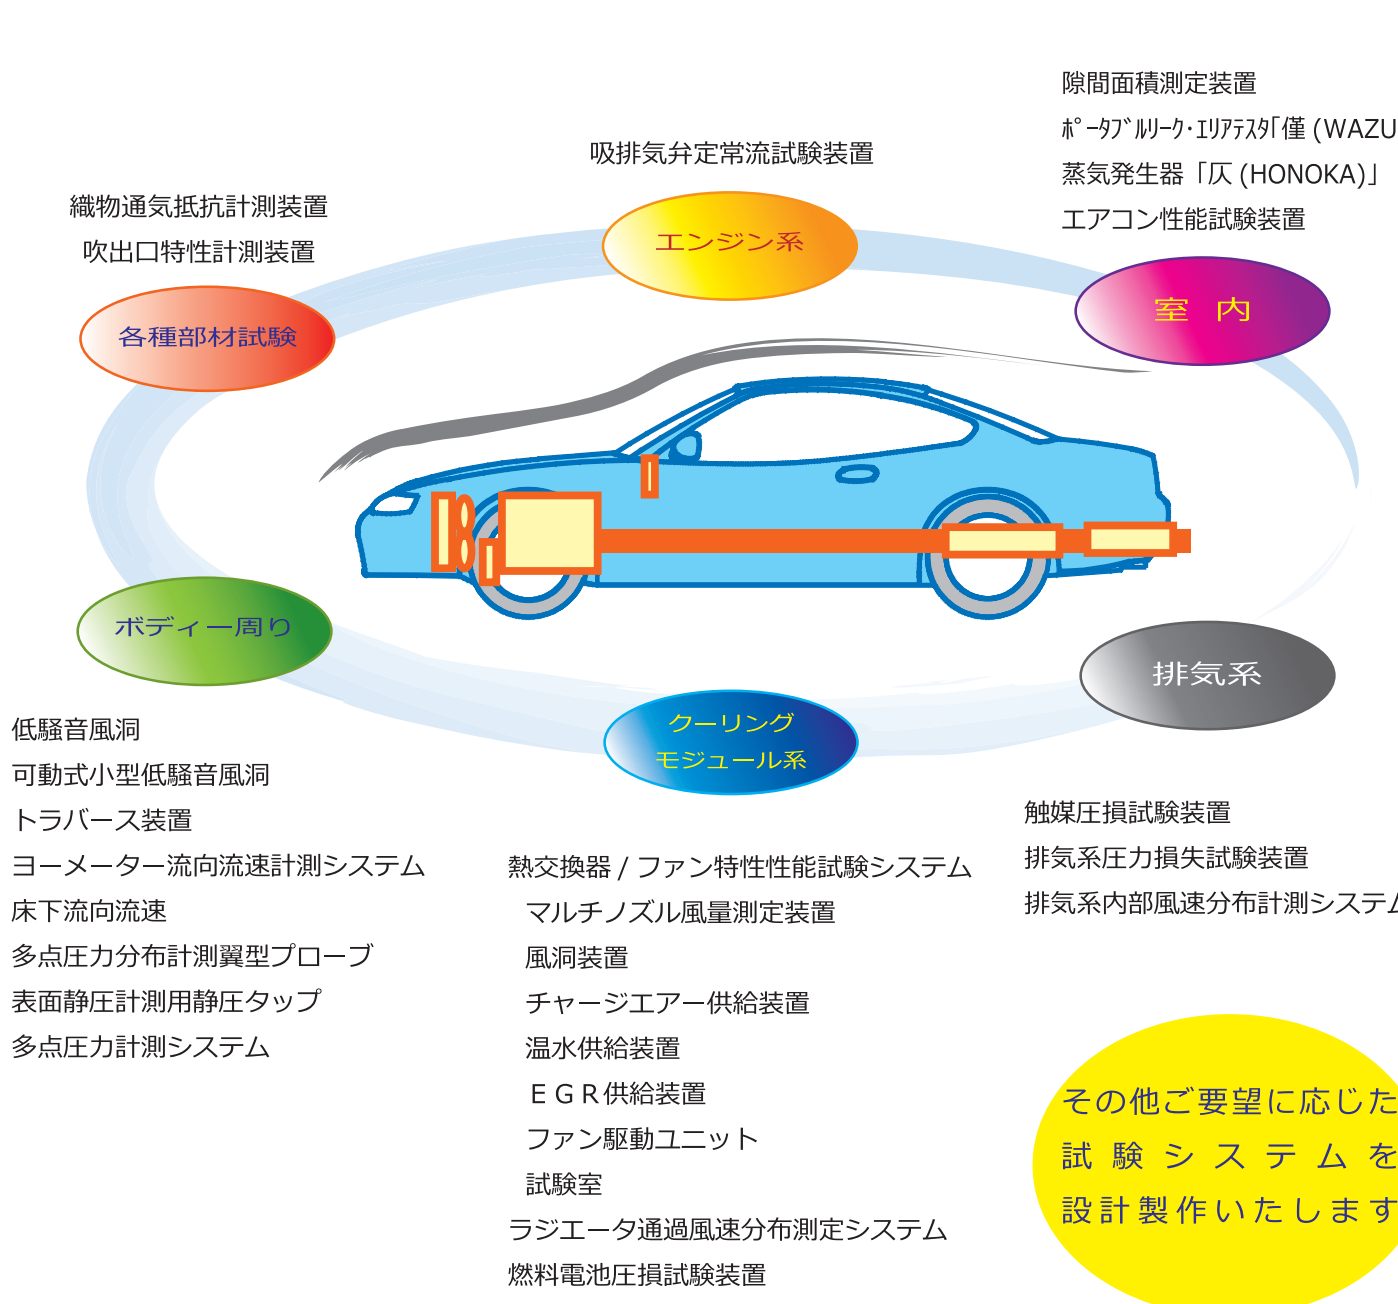 隙間面積測定装置
ﾎﾟｰﾀﾌﾞﾙﾘｰｸ･ｴﾘｱﾃｽﾀ｢僅 (WAZU
蒸気発生器「仄 (HONOKA)」
エアコン性能試験装置
室 内
吸排気弁定常流試験装置
エンジン系
織物通気抵抗計測装置
吹出口特性計測装置
各種部材試験
ボディー周り
低騒音風洞
可動式小型低騒音風洞
トラバース装置
ヨーメーター流向流速計測システム
床下流向流速
多点圧力分布計測翼型プローブ
表面静圧計測用静圧タップ
多点圧力計測システム
クーリング
モジュール系
熱交換器 / ファン特性性能試験システム
マルチノズル風量測定装置
風洞装置
チャージエアー供給装置
温水供給装置
ＥＧＲ供給装置
ファン駆動ユニット
試験室
ラジエータ通過風速分布測定システム
燃料電池圧損試験装置
排気系
触媒圧損試験装置
排気系圧力損失試験装置
排気系内部風速分布計測システム
その他ご要望に応じた
試験システムを
設計製作いたします